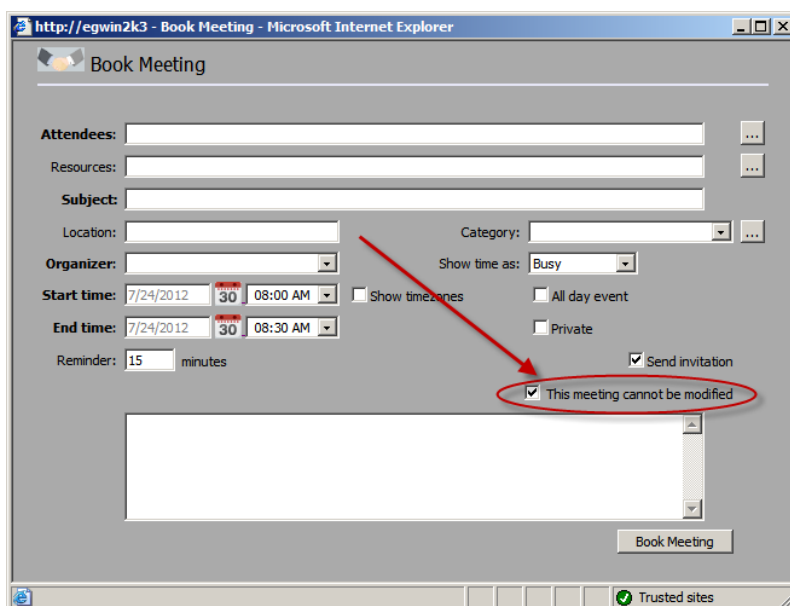 http://egwin2k3 - Book Meeting - Microsoft Internet Explorer
Book Meeting
Attendees: ...
Resources: ...
Subject:
Location: Category: ...
Organizer: Show time as: Busy
Start time: 7/24/2012 30 08:00 AM Show timezones All day event
End time: 7/24/2012 30 08:30 AM Private
Reminder: 15 minutes Send invitation
This meeting cannot be modified
Book Meeting
Trusted sites